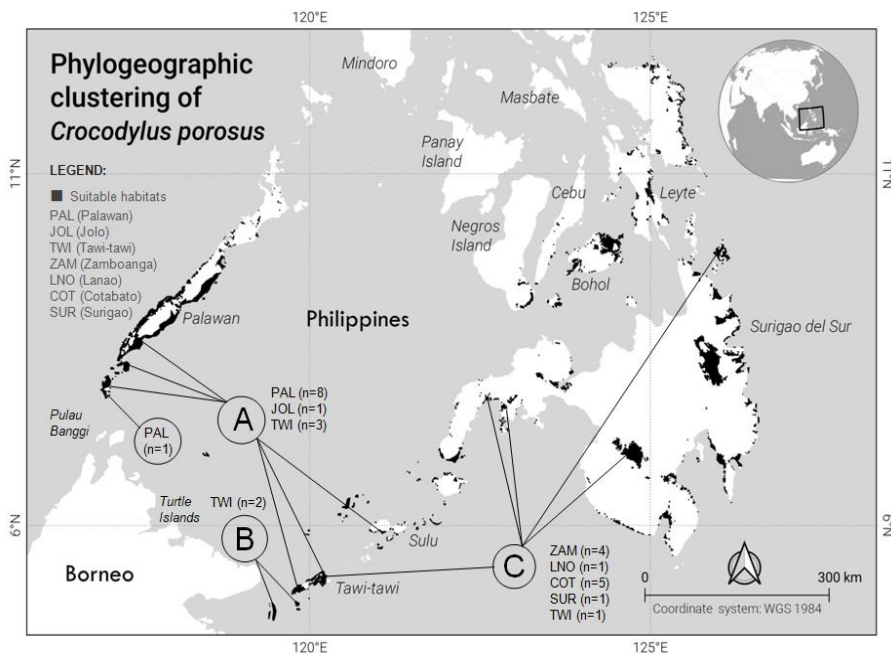 120°E
125°E
Phylogeographic
clustering of
Crocodylus porosus
LEGEND:
Suitable habitats
PAL (Palawan)
JOL (Jolo)
TWI (Tawi-tawi)
ZAM (Zamboanga)
LNO (Lanao)
COT (Cotabato)
SUR (Surigao)
Mindoro
Masbate
Panay
Island
Negros
Island
Cebu
Leyte
Bohol
11°N
11°N
Palawan
Philippines
Surigao del Sur
Pulau
Banggi
PAL
(n=1)
A
PAL (n=8)
JOL (n=1)
TWI (n=3)
Turtle
Islands
TWI (n=2)
B
6°N
6°N
Sulu
Borneo
Tawi-tawi
C
ZAM (n=4)
LNO (n=1)
COT (n=5)
SUR (n=1)
TWI (n=1)
0
300 km
Coordinate system: WGS 1984
120°E
125°E